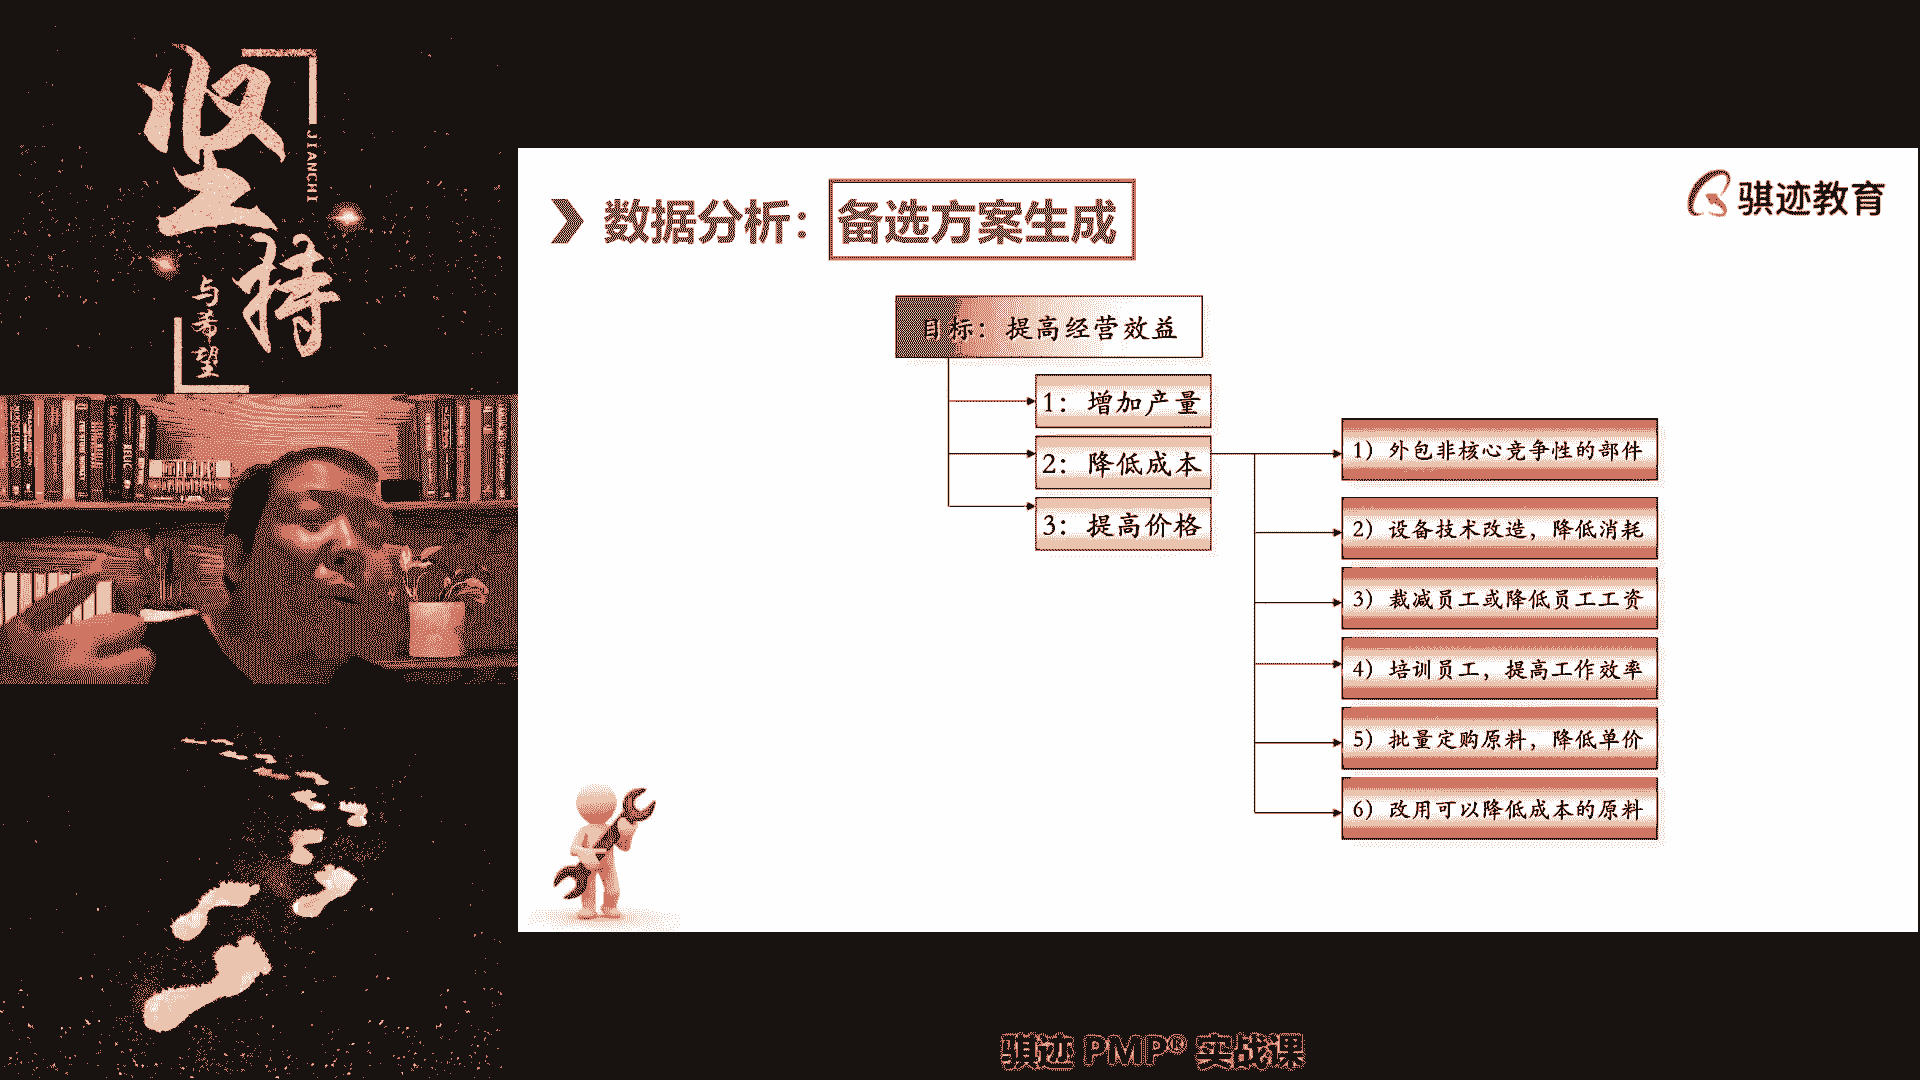 坚持
JIANCHI
与希望
数据分析：备选方案生成
骐迹教育
目标：提高经营效益
1：增加产量
2：降低成本
3：提高价格
1）外包非核心竞争性的部件
2）设备技术改造，降低消耗
3）裁减员工或降低员工工资
4）培训员工，提高工作效率
5）批量定购原料，降低单价
6）改用可以降低成本的原料
骐迹 PMP® 实战课